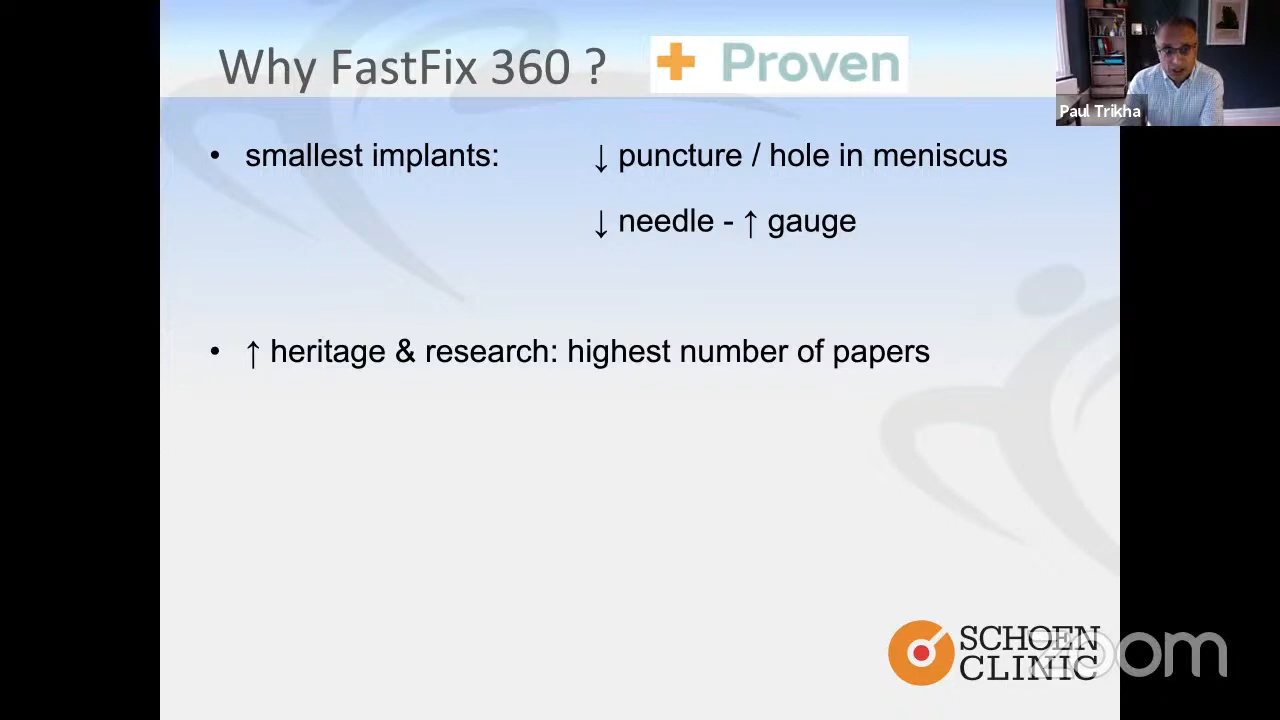 Why FastFix 360 ?
Proven
Paul Trikha
• smallest implants: ↓ puncture / hole in meniscus
↓ needle - ↑ gauge
• ↑ heritage & research: highest number of papers
SCHOEN
CLINIC
zoom